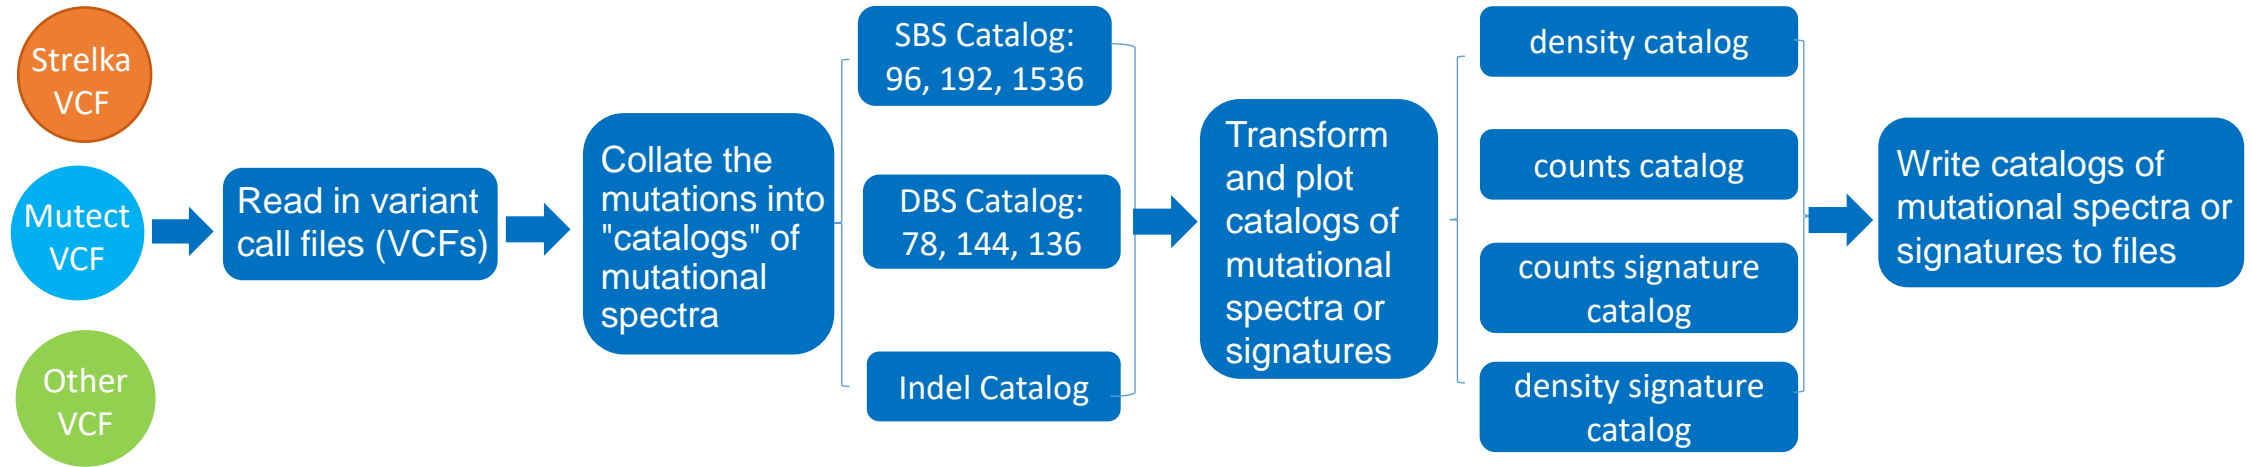 Strelka
VCF
Mutect
VCF
Other
VCF
Read in variant
call files (VCFs)
Collate the
mutations into
"catalogs" of
mutational
spectra
SBS Catalog:
96, 192, 1536
DBS Catalog:
78, 144, 136
Indel Catalog
Transform
and plot
catalogs of
mutational
spectra or
signatures
density catalog
counts catalog
counts signature
catalog
density signature
catalog
Write catalogs of
mutational spectra or
signatures to files